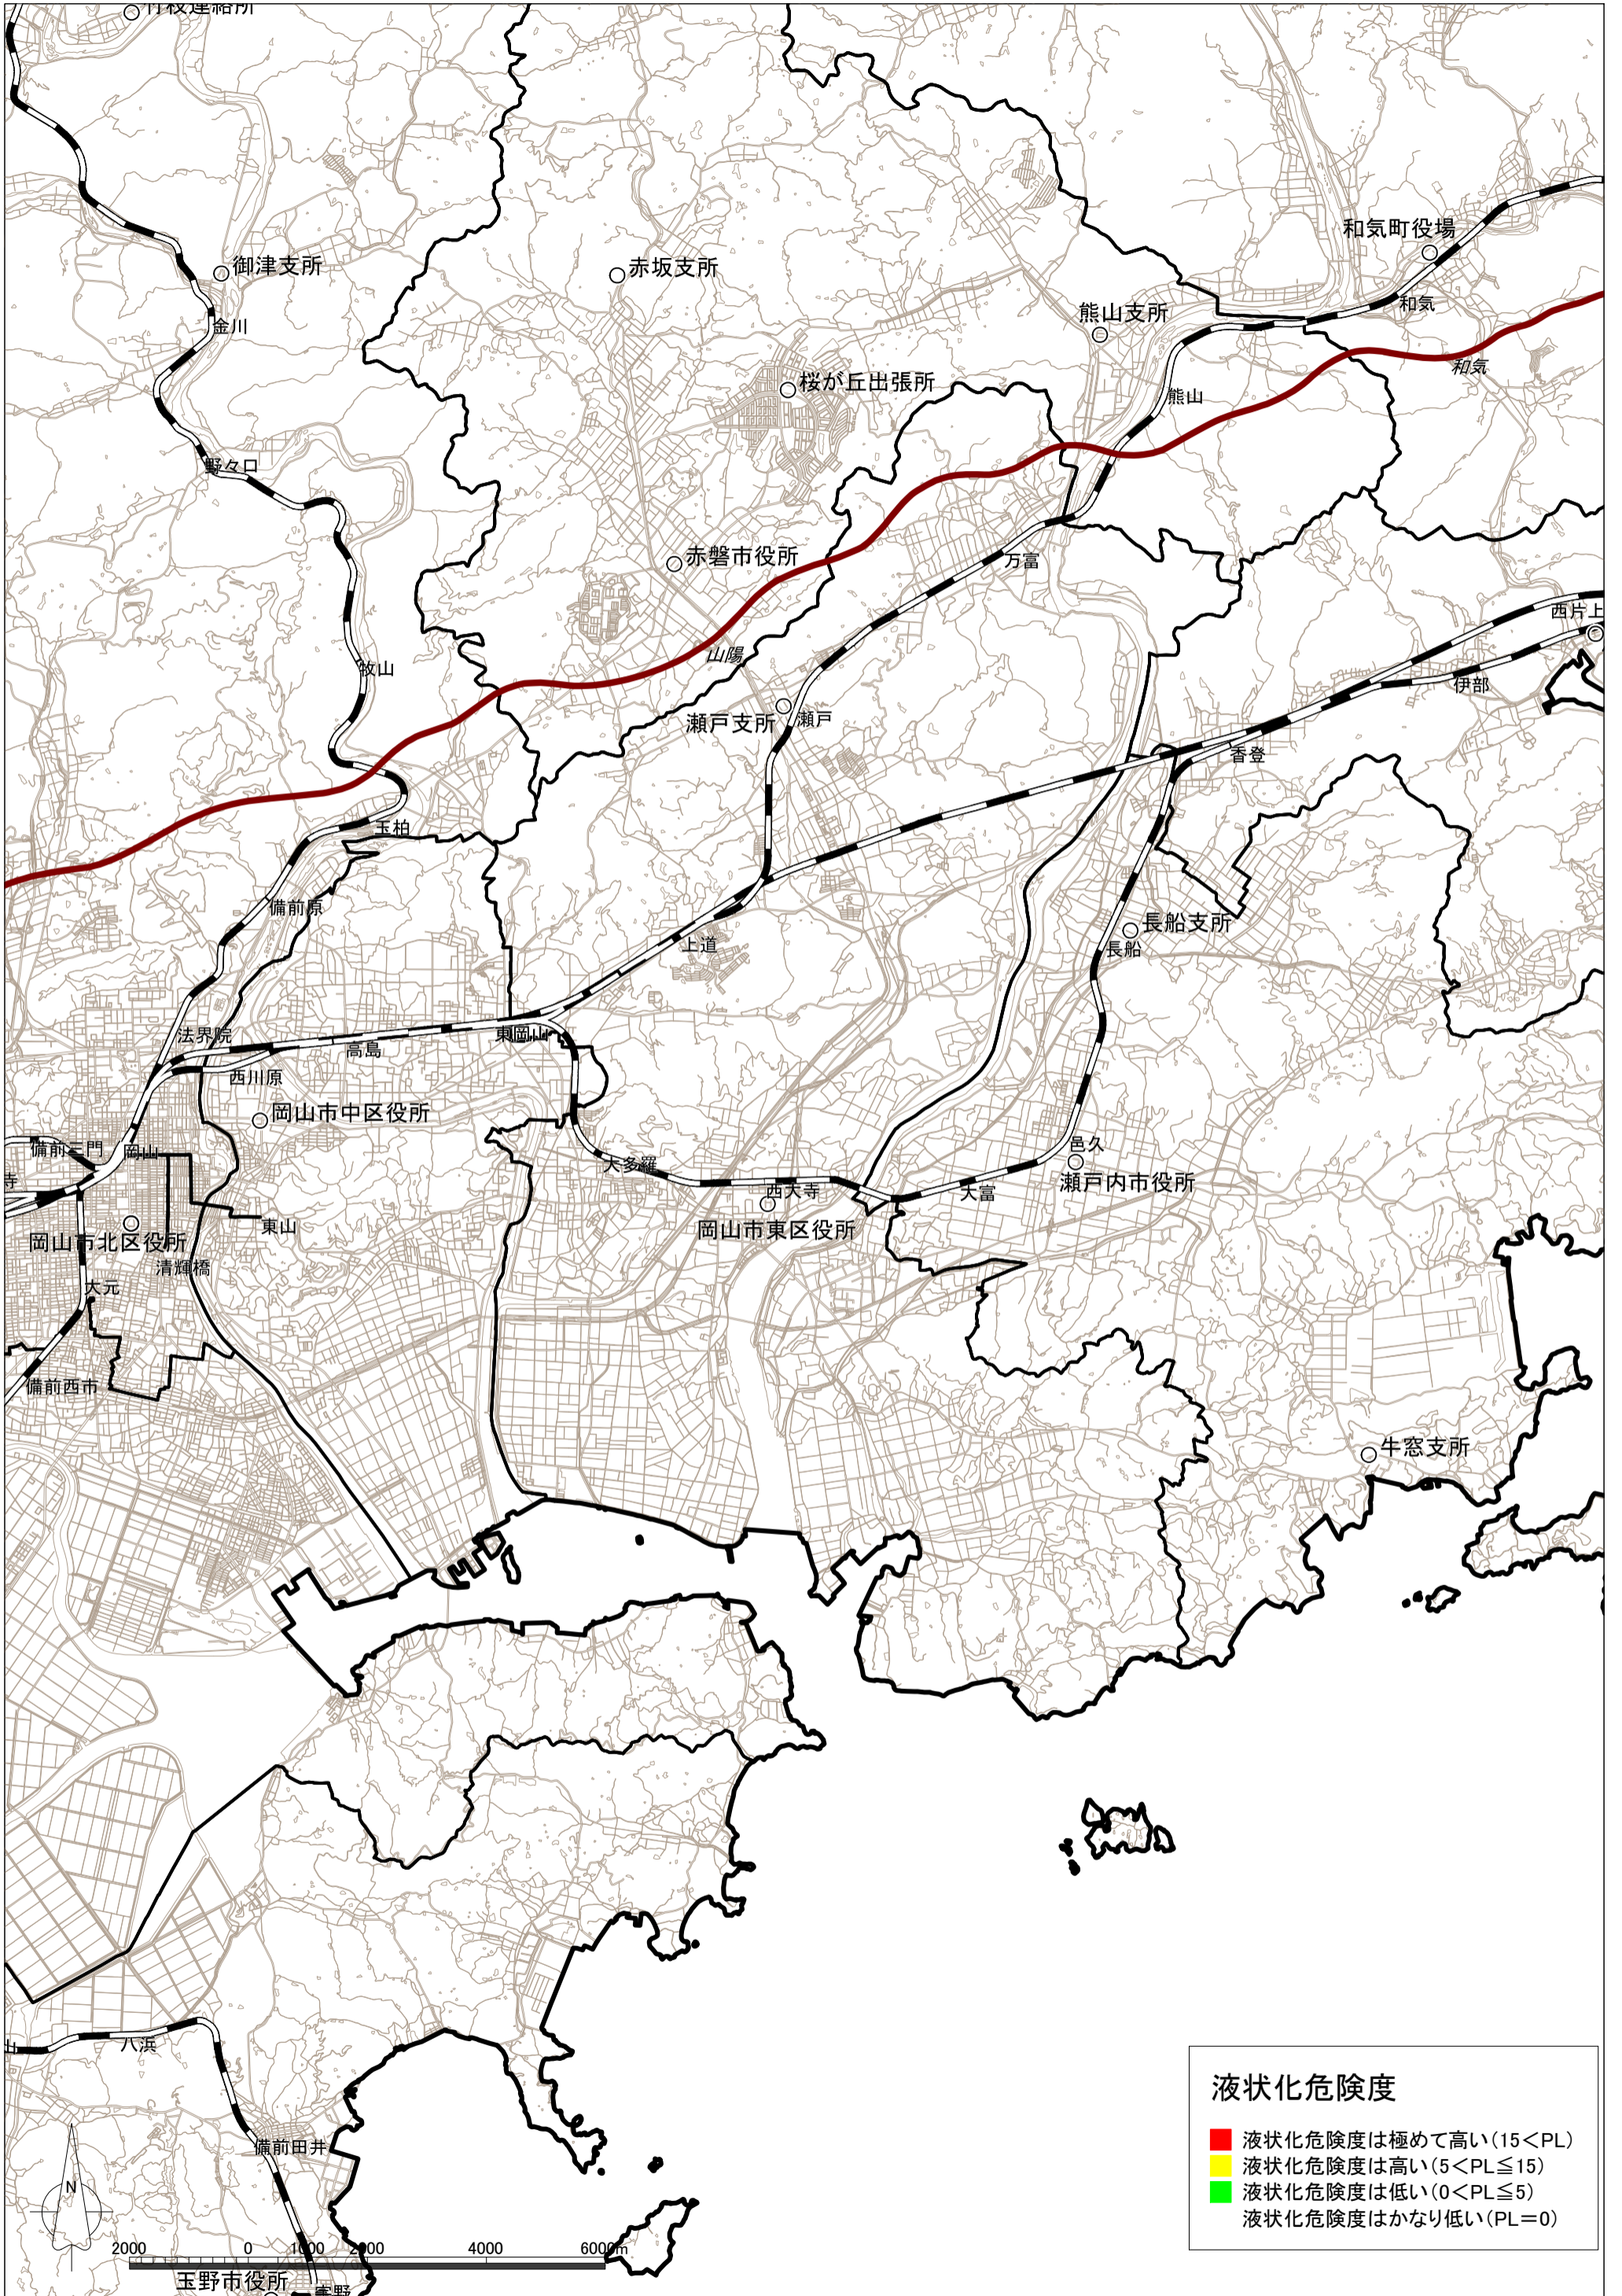 竹枝連絡所
和気町役場
御津支所
赤坂支所
和気
熊山支所
金川
和気
桜が丘出張所
熊山
野々口
赤磐市役所
万富
西片上
山陽
牧山
伊部
瀬戸支所
瀬戸
香登
玉柏
備前原
長船支所
上道
長船
法界院
東岡山
高島
西川原
岡山市中区役所
備前三門
岡山
邑久
大多羅
寺
瀬戸内市役所
西大寺
大富
東山
岡山市東区役所
岡山市北区役所
清輝橋
大元
備前西市
牛窓支所
山
八浜
備前田井
液状化危険度
液状化危険度は極めて高い(15<PL)
液状化危険度は高い(5<PL≦15)
液状化危険度は低い(0<PL≦5)
液状化危険度はかなり低い(PL=0)
N
2000 0 1000 2000 4000 6000m
玉野市役所
宇野